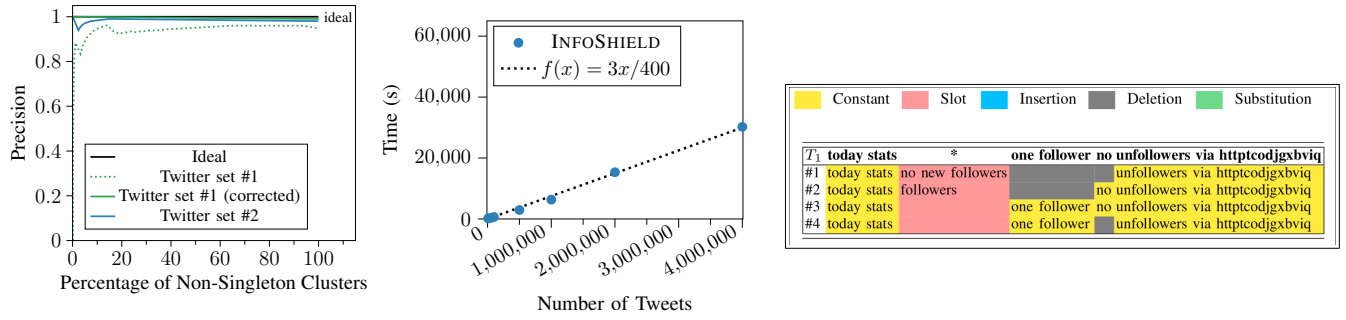 1
0.8
0.6
0.4
0.2
0
ideal
Precision
Ideal
Twitter set #1
Twitter set #1 (corrected)
Twitter set #2
0 20 40 60 80 100
Percentage of Non-Singleton Clusters
60,000
40,000
20,000
0
Time (s)
INFOSHIELD
f(x) = 3x/400
0
1,000,000
2,000,000
3,000,000
4,000,000
Number of Tweets
Constant Slot Insertion Deletion Substitution
T1 today stats * one follower no unfollowers via httptcodjgxbviq
#1 today stats no new followers unfollowers via httptcodjgxbviq
#2 today stats followers no unfollowers via httptcodjgxbviq
#3 today stats one follower no unfollowers via httptcodjgxbviq
#4 today stats one follower unfollowers via httptcodjgxbviq